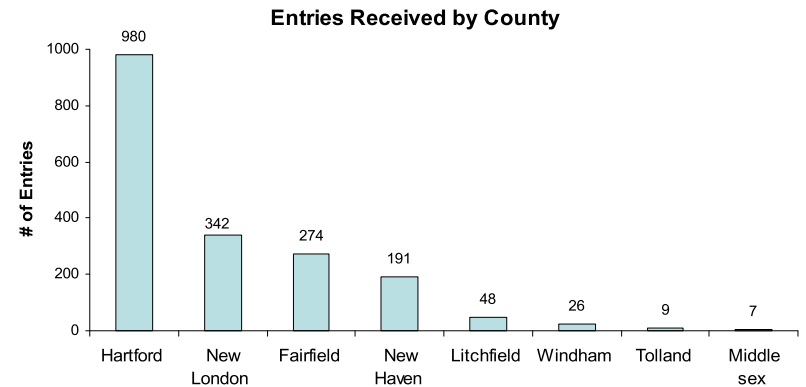 Entries Received by County
# of Entries
1000
800
600
400
200
0
980
342
274
191
48
26
9
7
Hartford
New
London
Fairfield
New
Haven
Litchfield
Windham
Tolland
Middle
sex